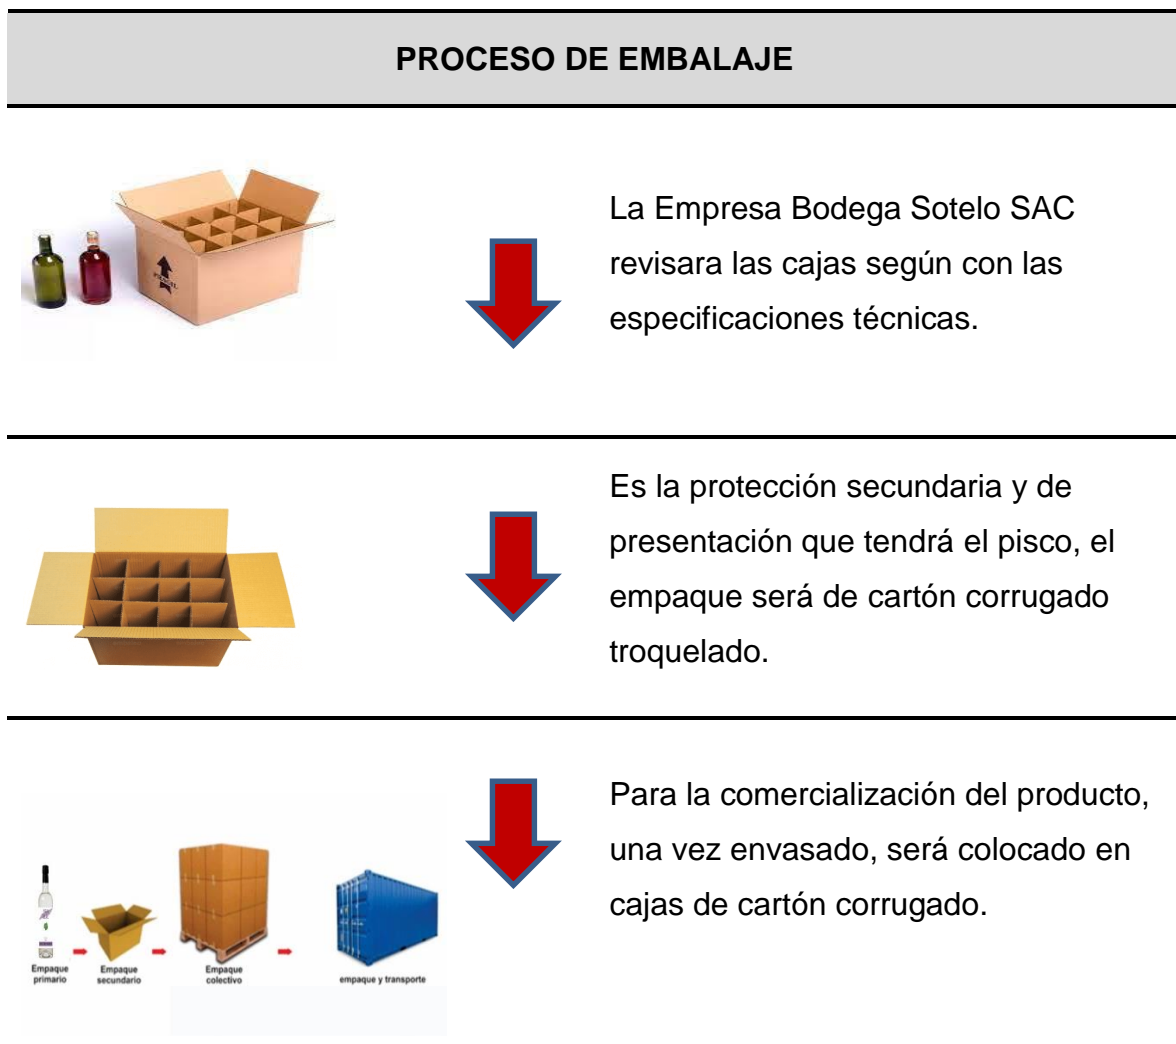 PROCESO DE EMBALAJE
La Empresa Bodega Sotelo SAC
revisara las cajas según con las
especificaciones técnicas.
Es la protección secundaria y de
presentación que tendrá el pisco, el
empaque será de cartón corrugado
troquelado.
Para la comercialización del producto,
una vez envasado, será colocado en
cajas de cartón corrugado.
Empaque
primario
Empaque
secundario
Empaque
colectivo
empaque y transporte